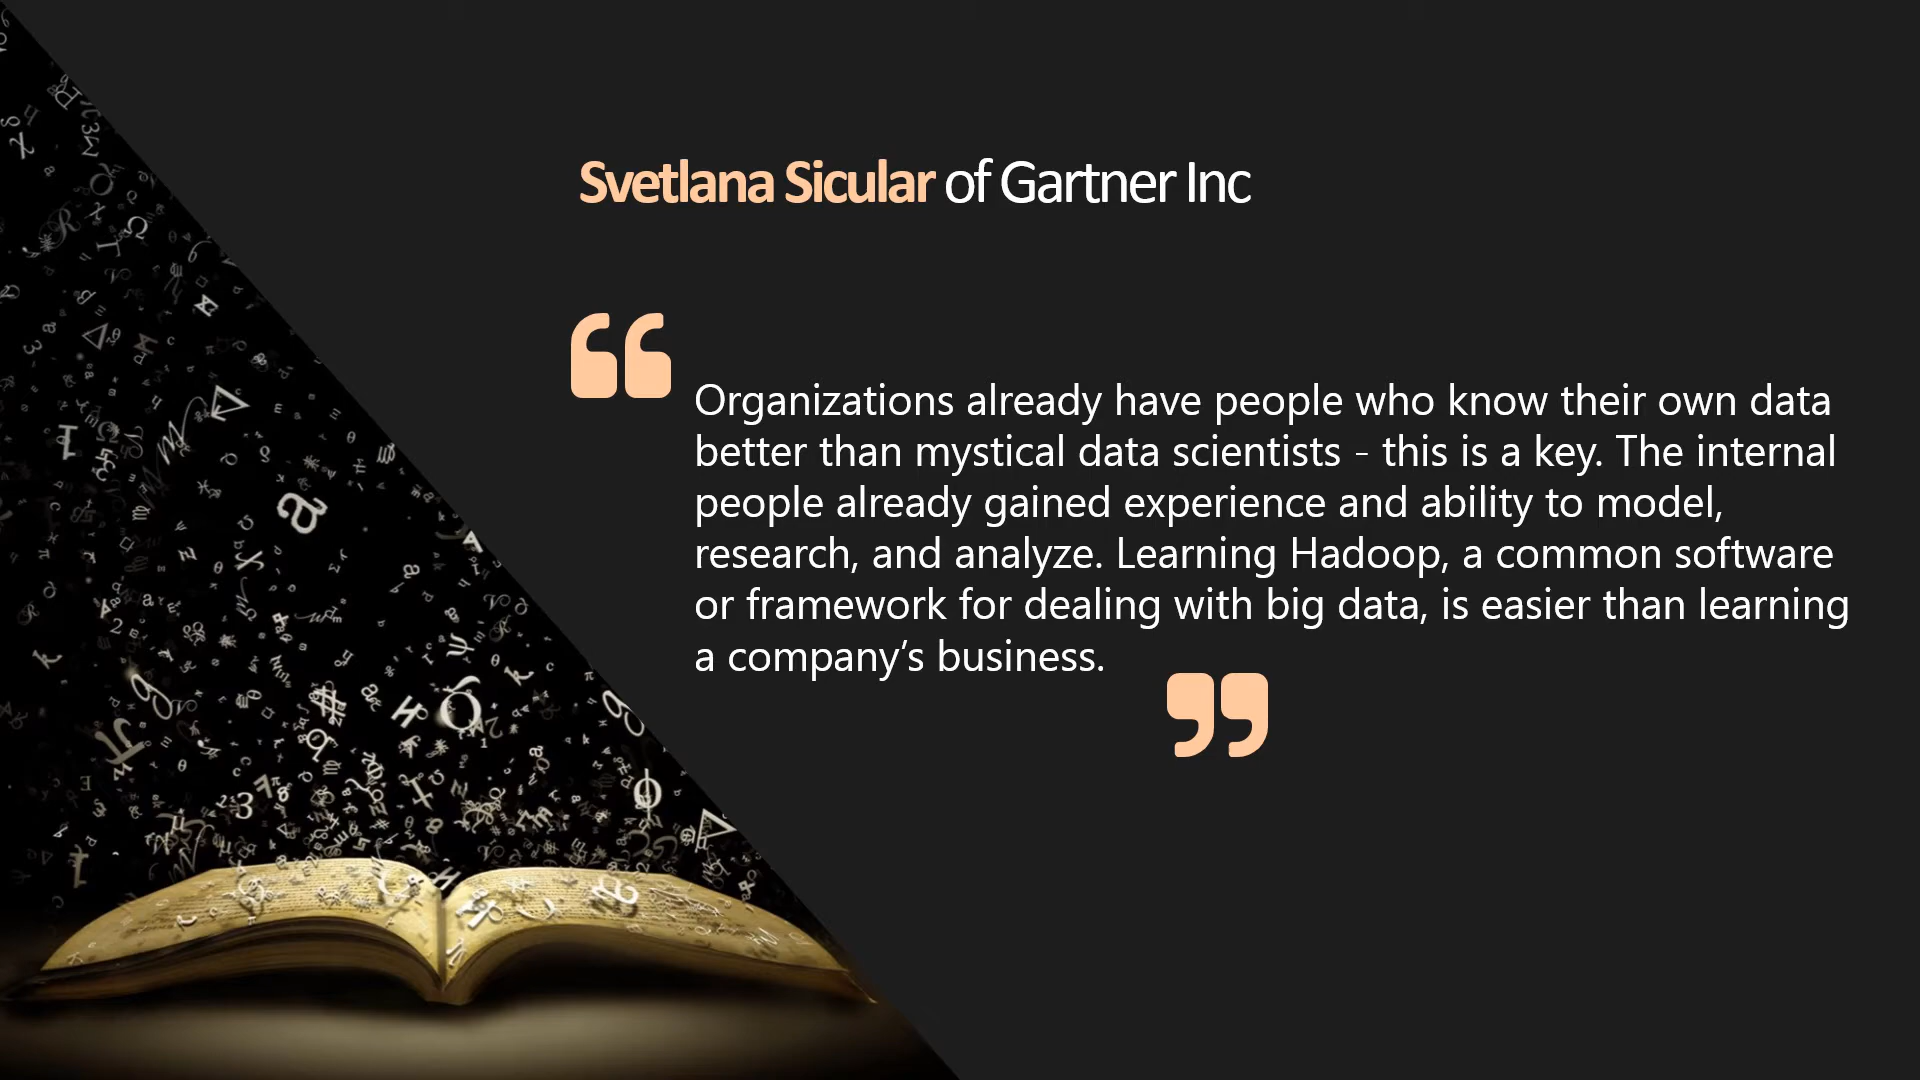 Svetlana Sicular of Gartner Inc
“
Organizations already have people who know their own data
better than mystical data scientists - this is a key. The internal
people already gained experience and ability to model,
research, and analyze. Learning Hadoop, a common software
or framework for dealing with big data, is easier than learning
a company’s business.
”